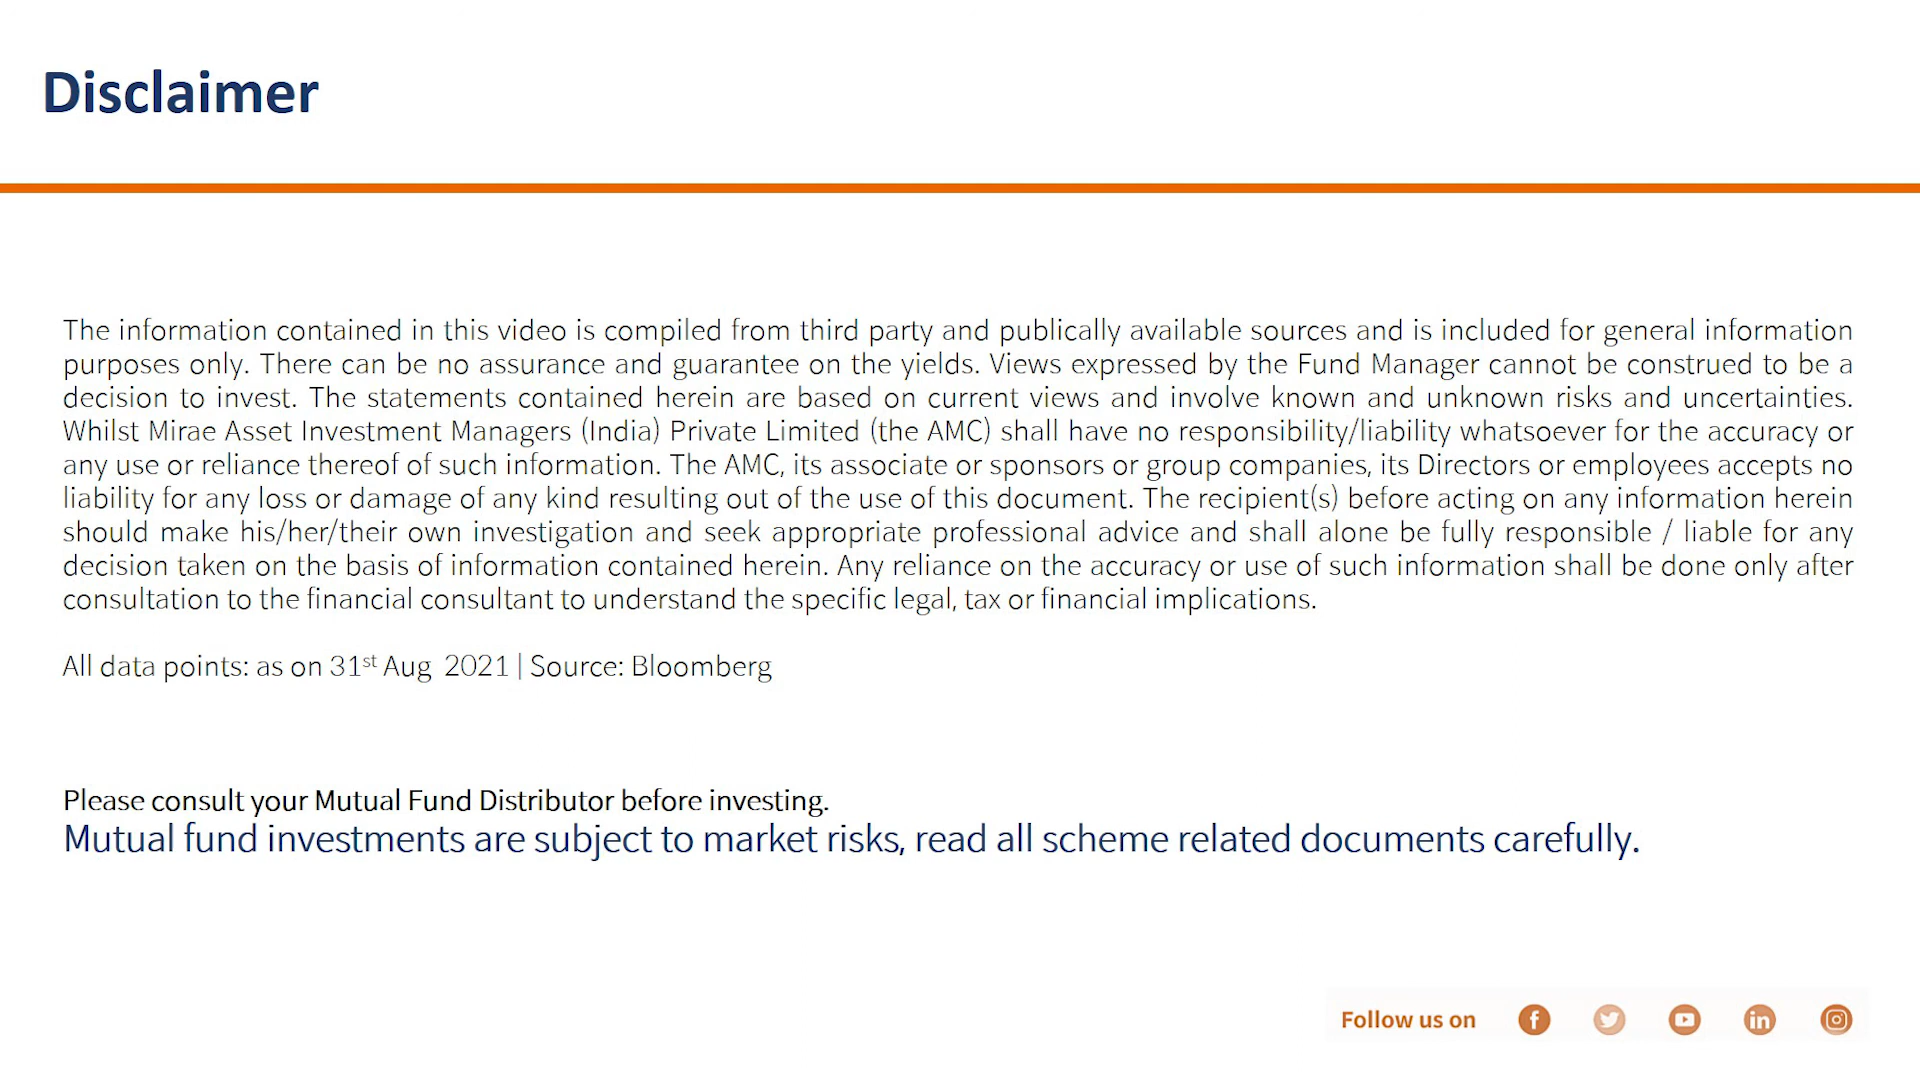 Disclaimer
The information contained in this video is compiled from third party and publically available sources and is included for general information
purposes only. There can be no assurance and guarantee on the yields. Views expressed by the Fund Manager cannot be construed to be a
decision to invest. The statements contained herein are based on current views and involve known and unknown risks and uncertainties.
Whilst Mirae Asset Investment Managers (India) Private Limited (the AMC) shall have no responsibility/liability whatsoever for the accuracy or
any use or reliance thereof of such information. The AMC, its associate or sponsors or group companies, its Directors or employees accepts no
liability for any loss or damage of any kind resulting out of the use of this document. The recipient(s) before acting on any information herein
should make his/her/their own investigation and seek appropriate professional advice and shall alone be fully responsible / liable for any
decision taken on the basis of information contained herein. Any reliance on the accuracy or use of such information shall be done only after
consultation to the financial consultant to understand the specific legal, tax or financial implications.
All data points: as on 31st Aug 2021 | Source: Bloomberg
Please consult your Mutual Fund Distributor before investing.
Mutual fund investments are subject to market risks, read all scheme related documents carefully.
Follow us on